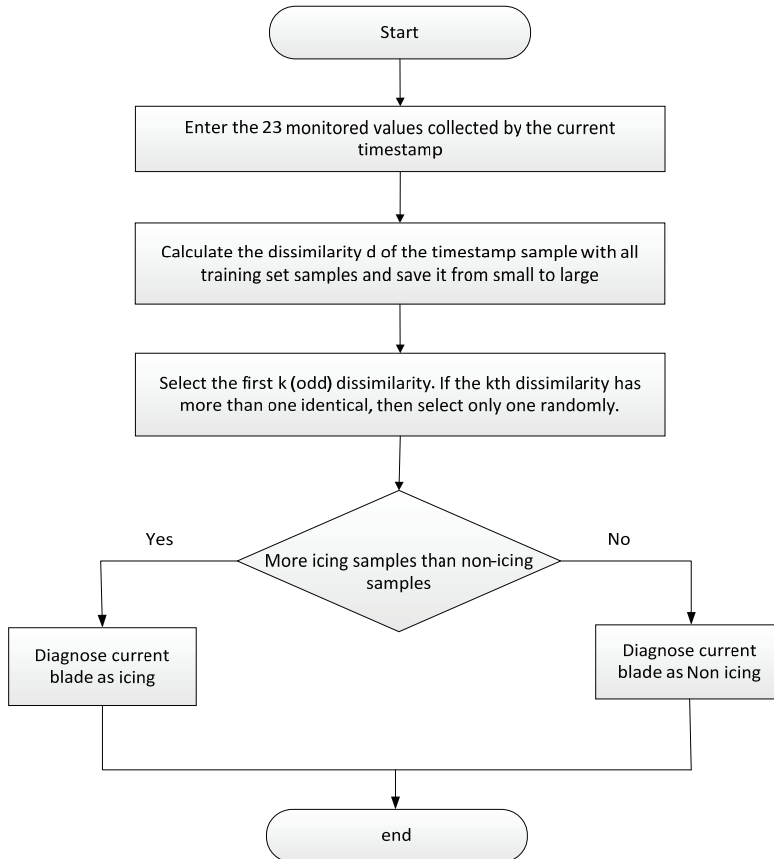 Start
Enter the 23 monitored values collected by the current
timestamp
Calculate the dissimilarity d of the timestamp sample with all
training set samples and save it from small to large
Select the first k (odd) dissimilarity. If the kth dissimilarity has
more than one identical, then select only one randomly.
Yes
No
More icing samples than non-icing
samples
Diagnose current
blade as icing
Diagnose current
blade as Non icing
end